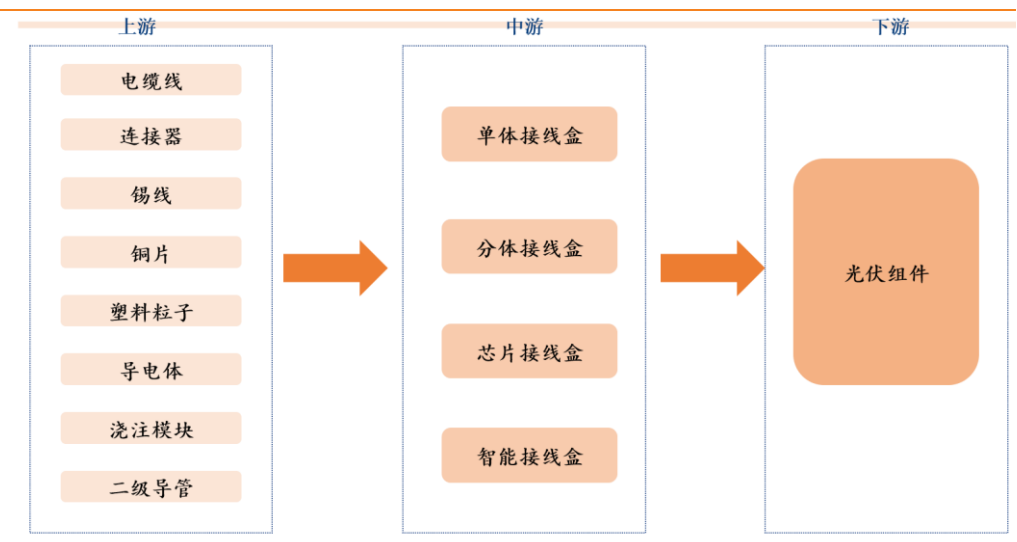 上游
中游
下游
电缆线
连接器
锡线
铜片
塑料粒子
导电体
浇注模块
二级导管
单体接线盒
分体接线盒
芯片接线盒
智能接线盒
光伏组件